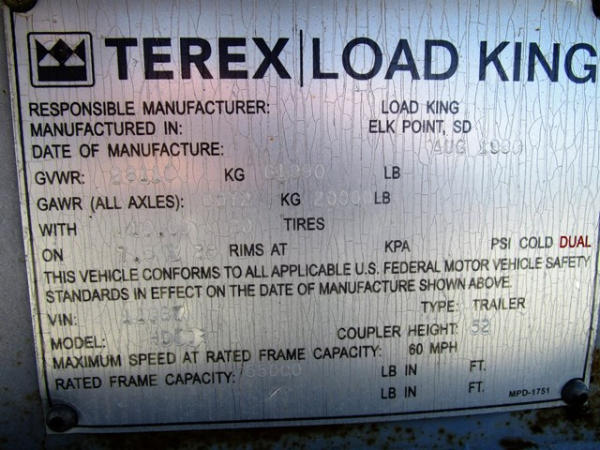 TEREX | LOAD KING
RESPONSIBLE MANUFACTURER: LOAD KING
MANUFACTURED IN: ELK POINT, SD
DATE OF MANUFACTURE: AUG
GVWR: KG LB
GAWR (ALL AXLES): KG LB
WITH TIRES
ON RIMS AT KPA PSI COLD DUAL
THIS VEHICLE CONFORMS TO ALL APPLICABLE U.S. FEDERAL MOTOR VEHICLE SAFETY
STANDARDS IN EFFECT ON THE DATE OF MANUFACTURE SHOWN ABOVE.
VIN: TYPE: TRAILER
MODEL: COUPLER HEIGHT: 52
MAXIMUM SPEED AT RATED FRAME CAPACITY: 60 MPH
RATED FRAME CAPACITY: LB IN FT.
LB IN FT.
MPD-1751